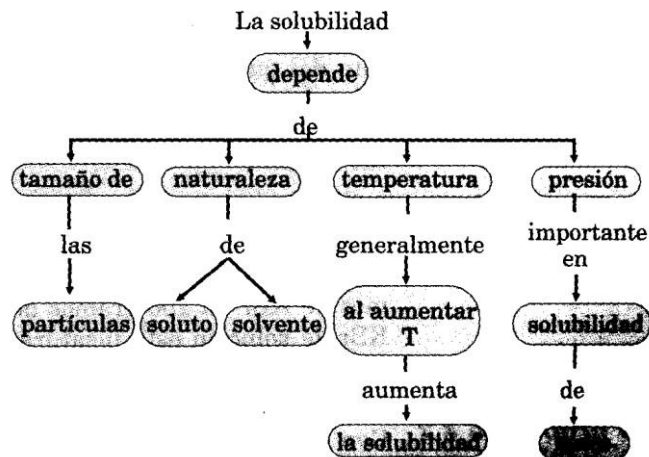 La solubilidad
depende
de
tamaño de
naturaleza
temperatura
presión
las
de
generalmente
importante
en
partículas
soluto
solvente
al aumentar
T
solubilidad
aumenta
de
la solubilidad